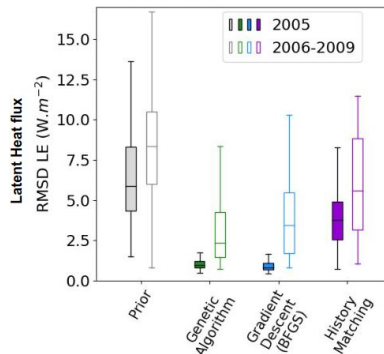 Latent Heat flux
RMSD LE (W.m⁻²)
15.0
12.5
10.0
7.5
5.0
2.5
0.0
2005
2006-2009
Prior
Genetic
Algorithm
Gradient
Descent
(BFGS)
History
Matching